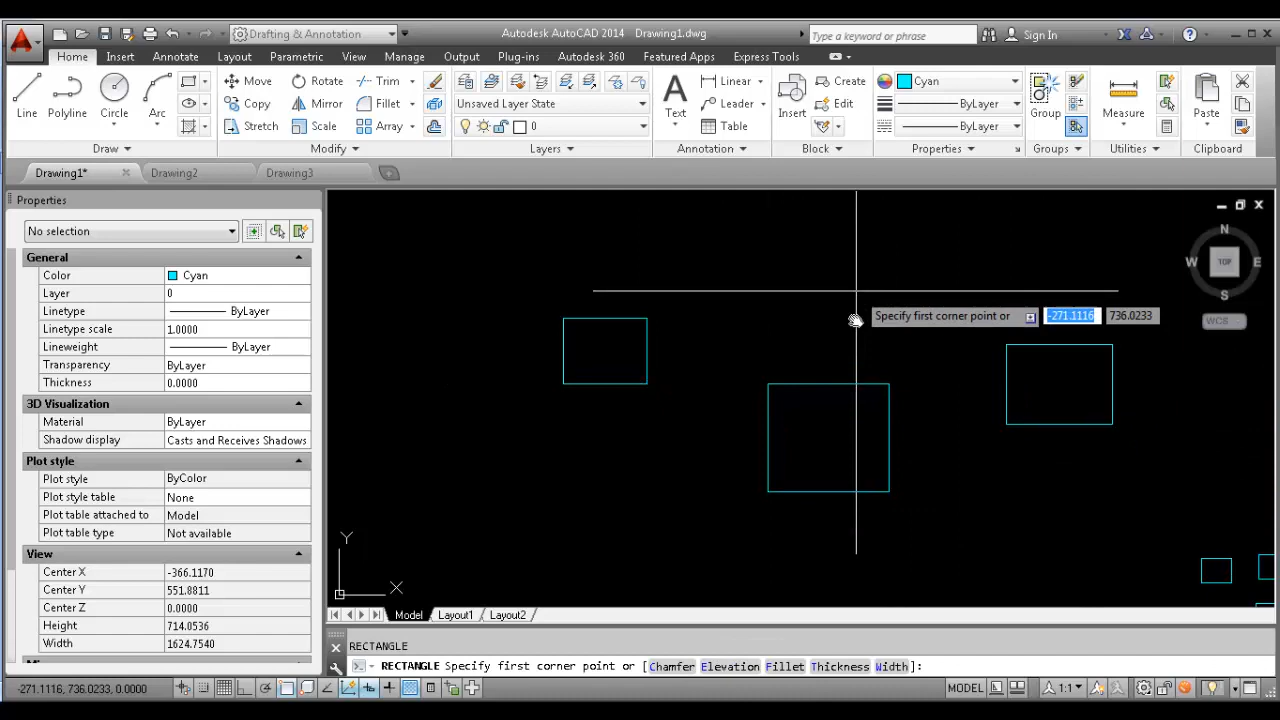 Drafting & Annotation
Autodesk AutoCAD 2014 Drawing1.dwg
Type a keyword or phrase
Sign In
Home Insert Annotate Layout Parametric View Manage Output Plug-ins Autodesk 360 Featured Apps Express Tools
Line Polyline Circle Arc
Move Rotate Trim
Copy Mirror Fillet
Stretch Scale Array
Unsaved Layer State
0
Text
Linear
Leader
Table
Insert
Create
Edit
Cyan
ByLayer
ByLayer
Group
Measure
Paste
Draw Modify Layers Annotation Block Properties Groups Utilities Clipboard
Drawing1* Drawing2 Drawing3
Properties
No selection
General
Color Cyan
Layer 0
Linetype ByLayer
Linetype scale 1.0000
Lineweight ByLayer
Transparency ByLayer
Thickness 0.0000
3D Visualization
Material ByLayer
Shadow display Casts and Receives Shadows
Plot style
Plot style ByColor
Plot style table None
Plot table attached to Model
Plot table type Not available
View
Center X -366.1170
Center Y 551.8811
Center Z 0.0000
Height 714.0536
Width 1624.7540
N
W TOP E
S
WCS
Specify first corner point or -271.1116 736.0233
Y
X
Model Layout1 Layout2
RECTANGLE
RECTANGLE Specify first corner point or [Chamfer Elevation Fillet Thickness Width]:
-271.1116, 736.0233, 0.0000
MODEL 1:1